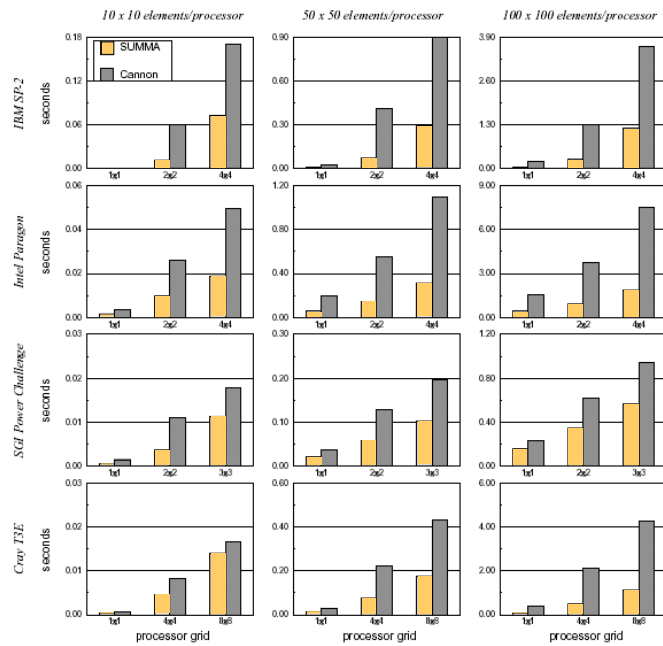 10 x 10 elements/processor
50 x 50 elements/processor
100 x 100 elements/processor
IBM SP-2
seconds
0.18
0.12
0.06
0.00
SUMMA
Cannon
1x1
2x2
4x4
0.90
0.60
0.30
0.00
1x1
2x2
4x4
3.90
2.60
1.30
0.00
1x1
2x2
4x4
Intel Paragon
seconds
0.06
0.04
0.02
0.00
1x1
2x2
4x4
1.20
0.80
0.40
0.00
1x1
2x2
4x4
9.00
6.00
3.00
0.00
1x1
2x2
4x4
SGI Power Challenge
seconds
0.03
0.02
0.01
0.00
1x1
2x2
3x3
0.30
0.20
0.10
0.00
1x1
2x2
3x3
1.20
0.80
0.40
0.00
1x1
2x2
3x3
Cray T3E
seconds
0.03
0.02
0.01
0.00
1x1
4x4
8x8
0.60
0.40
0.20
0.00
1x1
4x4
8x8
6.00
4.00
2.00
0.00
1x1
4x4
8x8
processor grid
processor grid
processor grid